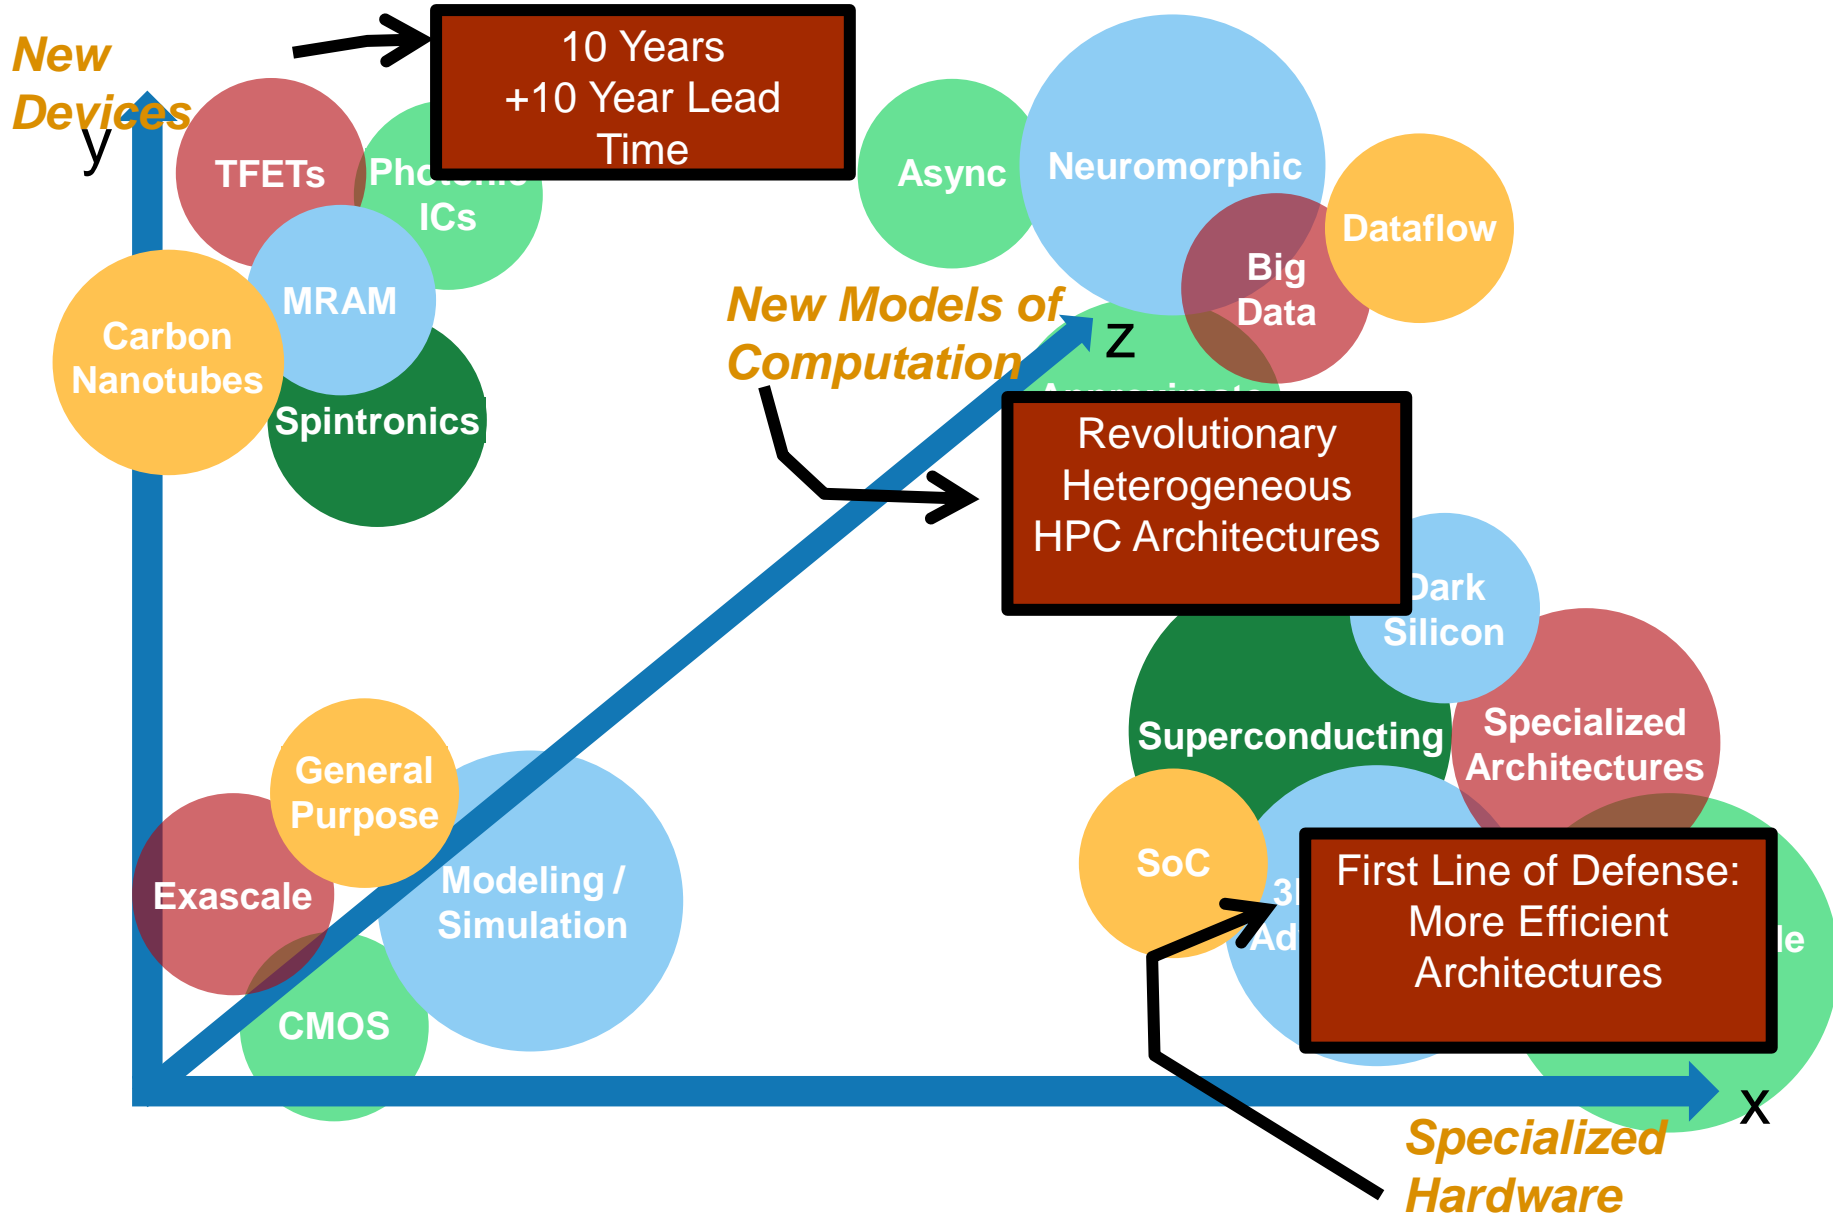 New
Devices
y
10 Years
+10 Year Lead
Time
TFETs
Photonic
ICs
MRAM
Carbon
Nanotubes
Spintronics
Async
Neuromorphic
Dataflow
Big
Data
New Models of
Computation
z
Approximate
Revolutionary
Heterogeneous
HPC Architectures
Dark
Silicon
Superconducting
Specialized
Architectures
General
Purpose
Exascale
Modeling /
Simulation
CMOS
SoC
First Line of Defense:
More Efficient
Architectures
x
Specialized
Hardware